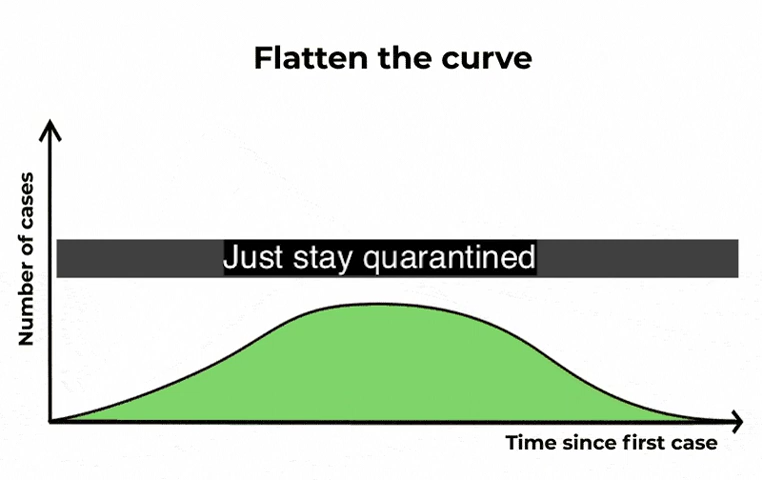 Flatten the curve
Number of cases
Just stay quarantined
Time since first case